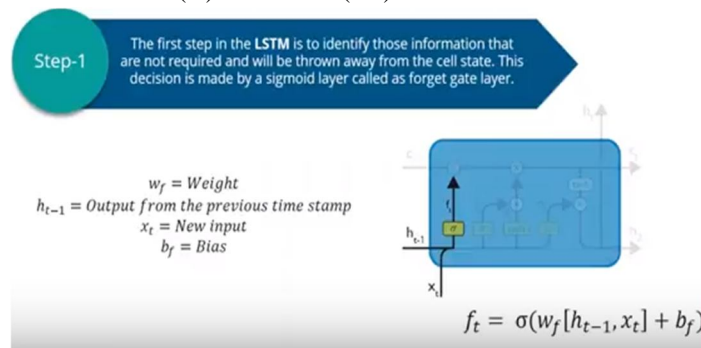 Step-1
The first step in the LSTM is to identify those information that
are not required and will be thrown away from the cell state. This
decision is made by a sigmoid layer called as forget gate layer.
w_f = Weight
h_{t-1} = Output from the previous time stamp
x_t = New input
b_f = Bias
f_t
σ
h_{t-1}
x_t
f_t = σ(w_f[h_{t-1}, x_t] + b_f)